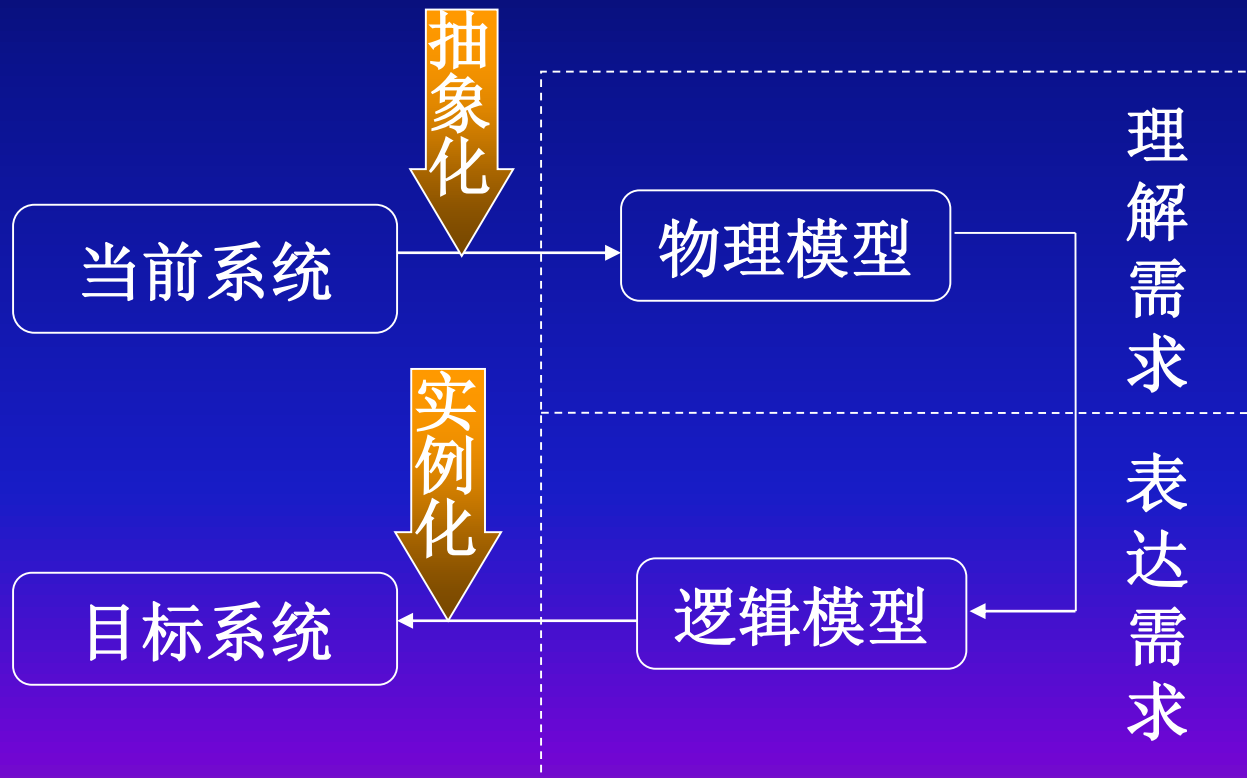 抽象化
理解需求
当前系统
物理模型
实例化
表达需求
目标系统
逻辑模型